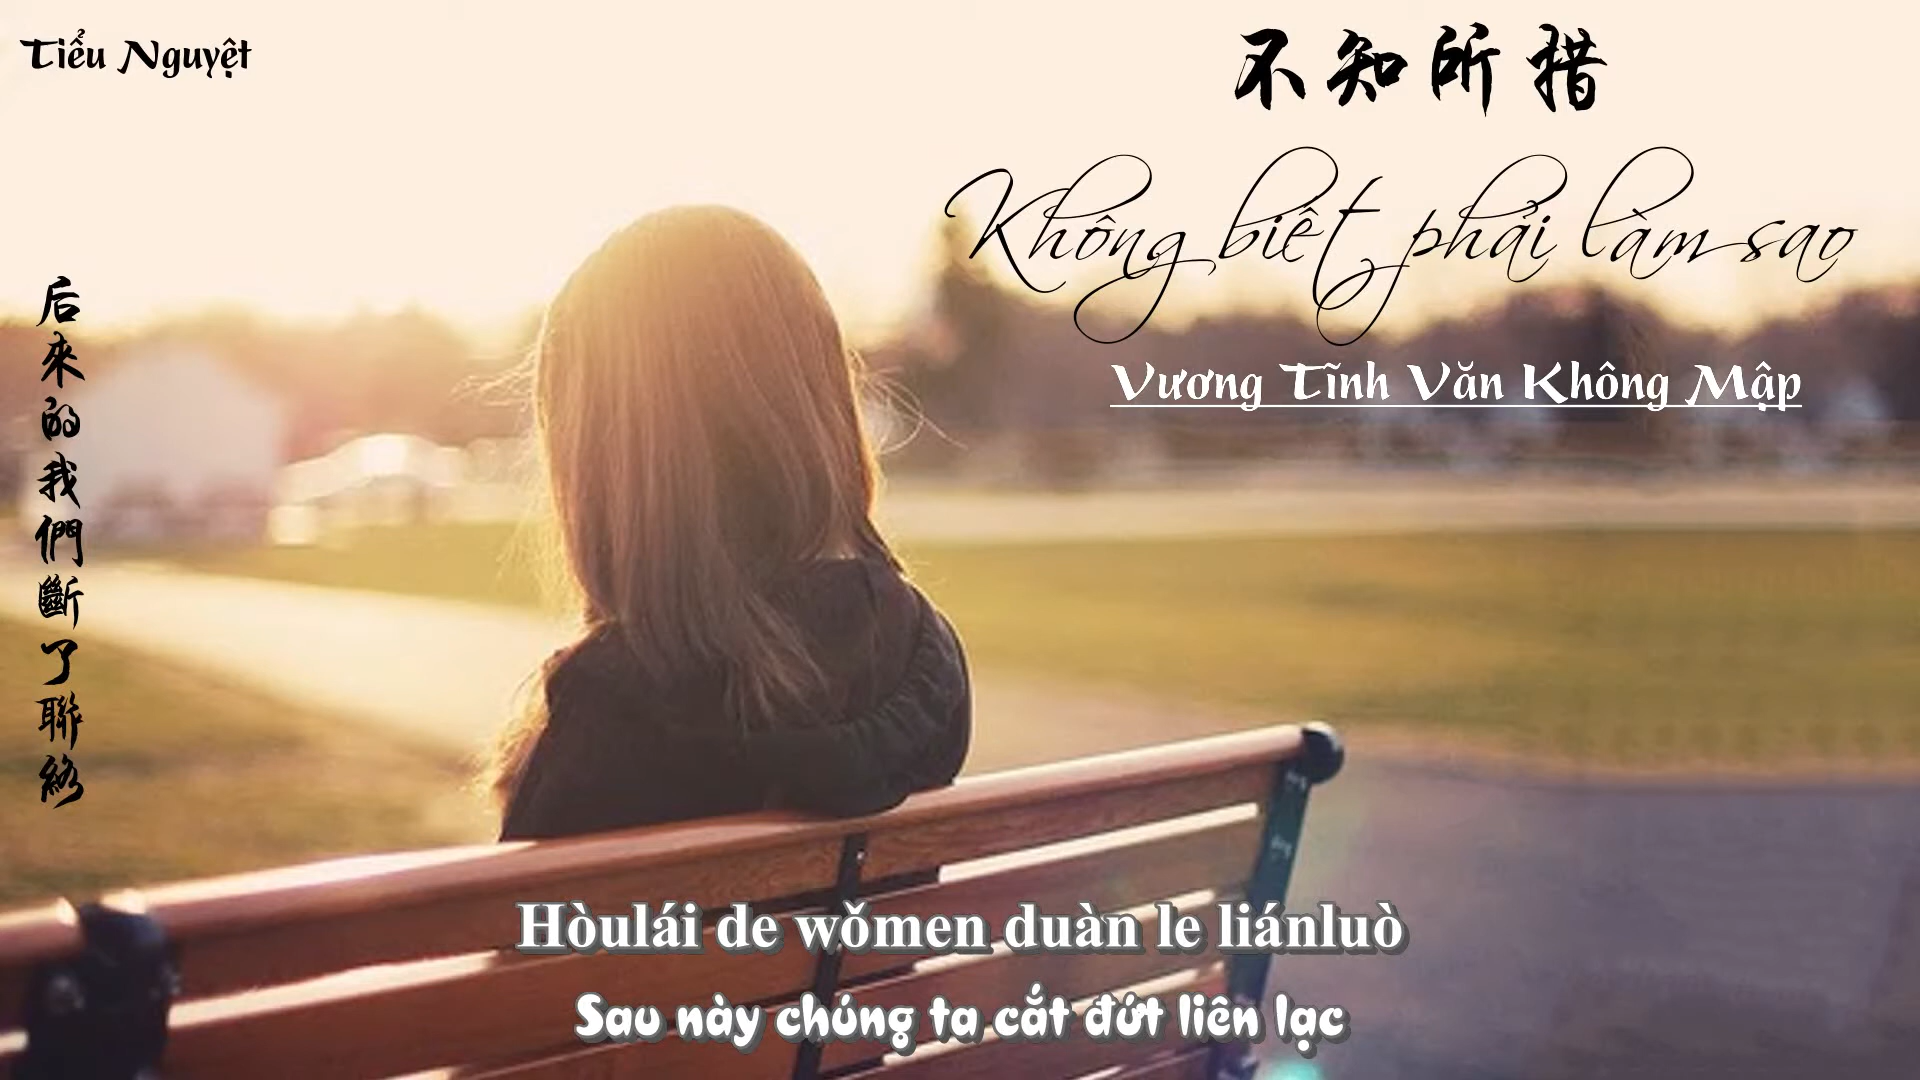 Tiểu Nguyệt
不知所措
Không biết phải làm sao
Vương Tĩnh Văn Không Mập
后來的我們斷了聯絡
Hòulái de wǒmen duàn le liánluò
Sau này chúng ta cắt đứt liên lạc